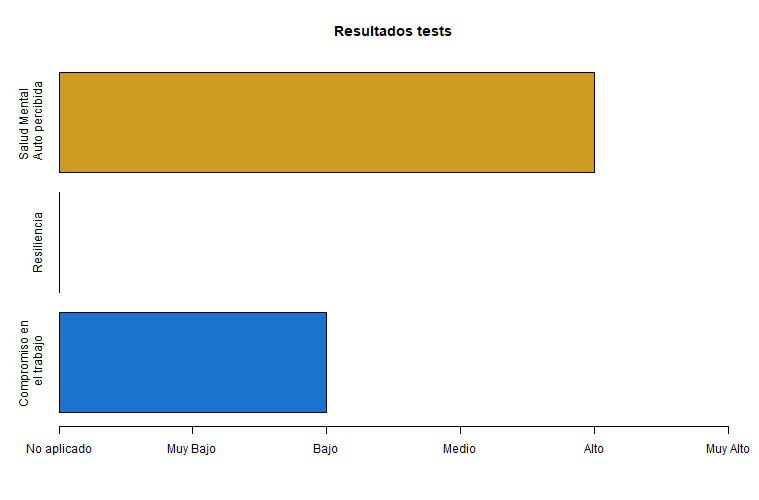 Resultados tests
Salud Mental
Auto percibida
Resiliencia
Compromiso en
el trabajo
No aplicado
Muy Bajo
Bajo
Medio
Alto
Muy Alto